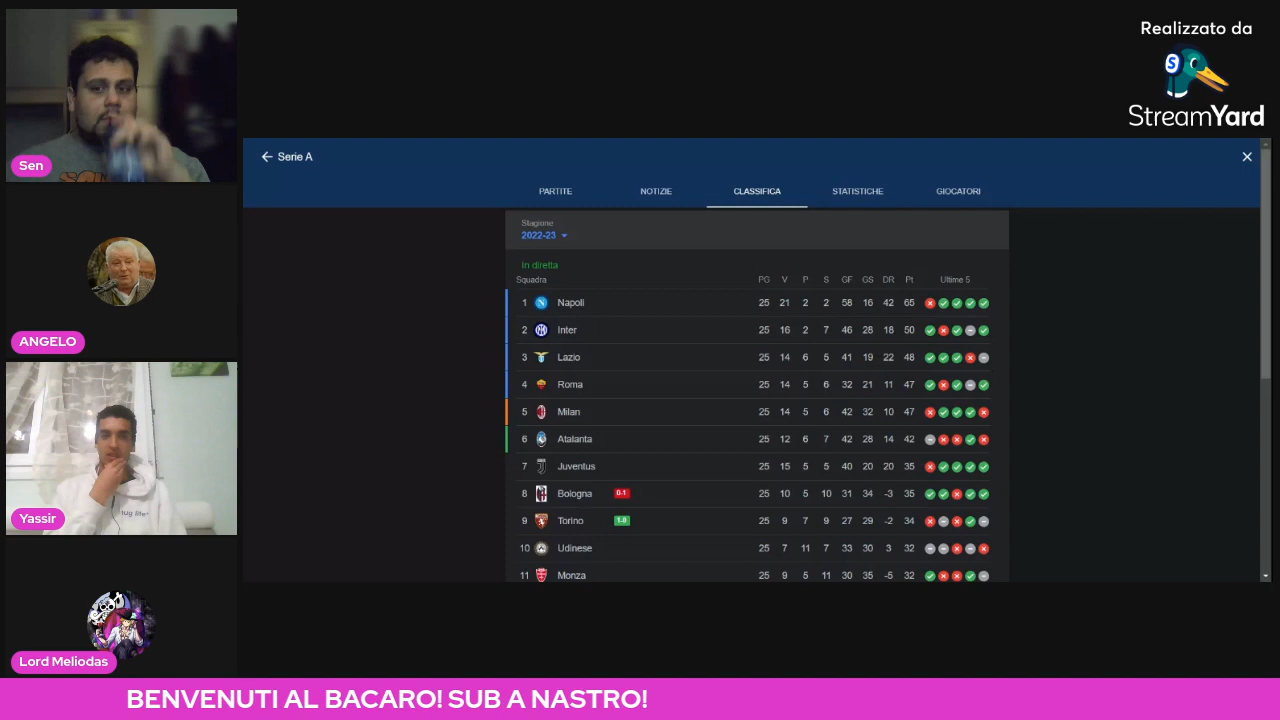 Realizzato da
S
StreamYard
Sen
ANGELO
Yassir
Lord Meliodas
Serie A
PARTITE NOTIZIE CLASSIFICA STATISTICHE GIOCATORI
Stagione
2022-23
In diretta
Squadra PG V P S GF GS DR Pt Ultime 5
1 Napoli 25 21 2 2 58 16 42 65
2 Inter 25 16 2 7 46 28 18 50
3 Lazio 25 14 6 5 41 19 22 48
4 Roma 25 14 5 6 32 21 11 47
5 Milan 25 14 5 6 42 32 10 47
6 Atalanta 25 12 6 7 42 28 14 42
7 Juventus 25 15 5 5 40 20 20 35
8 Bologna 0-1 25 10 5 10 31 34 -3 35
9 Torino 1-0 25 9 7 9 27 29 -2 34
10 Udinese 25 7 11 7 33 30 3 32
11 Monza 25 9 5 11 30 35 -5 32
BENVENUTI AL BACARO! SUB A NASTRO!